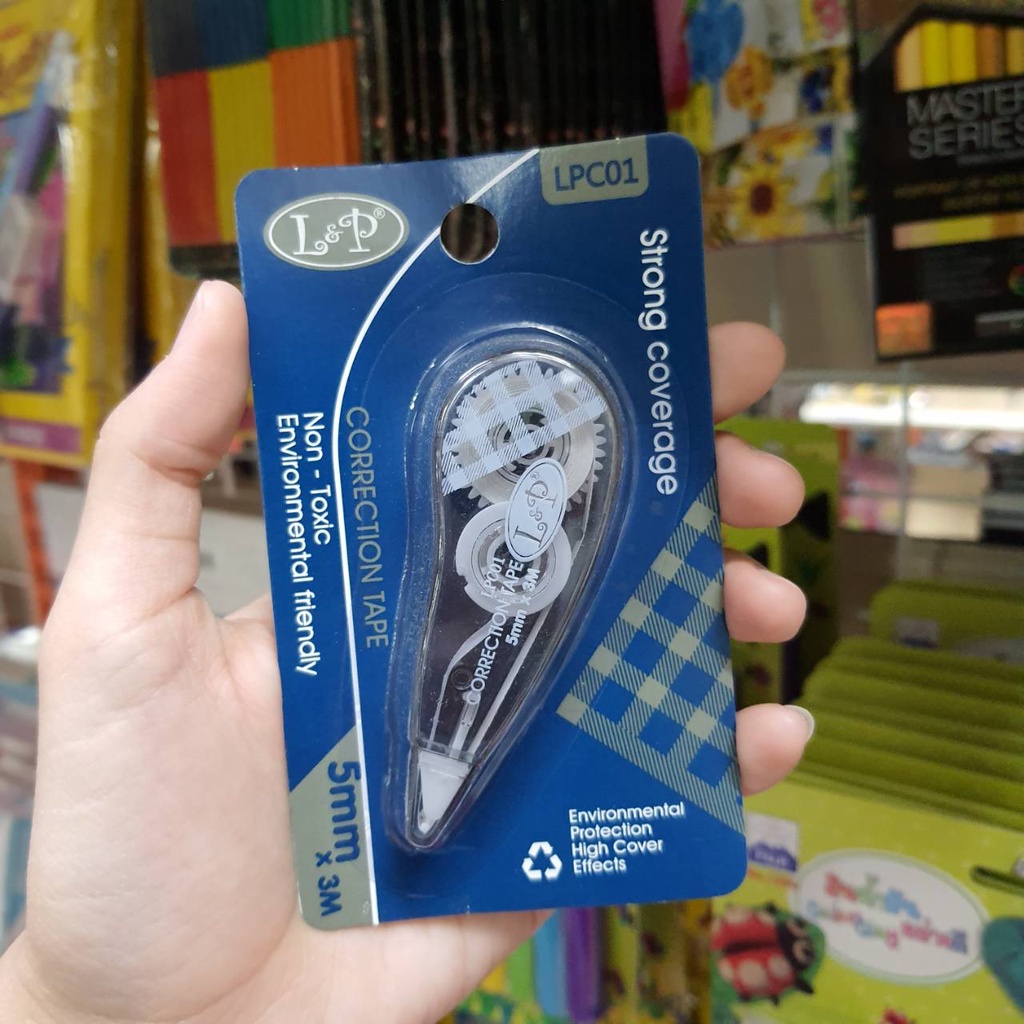 L&P®
LPC01
Strong coverage
CORRECTION TAPE
Non - Toxic
Environmental friendly
L&P
LP001
CORRECTION TAPE
5mm X 3M
5mm
x 3M
Environmental
Protection
High Cover
Effects
MASTER
SERIES